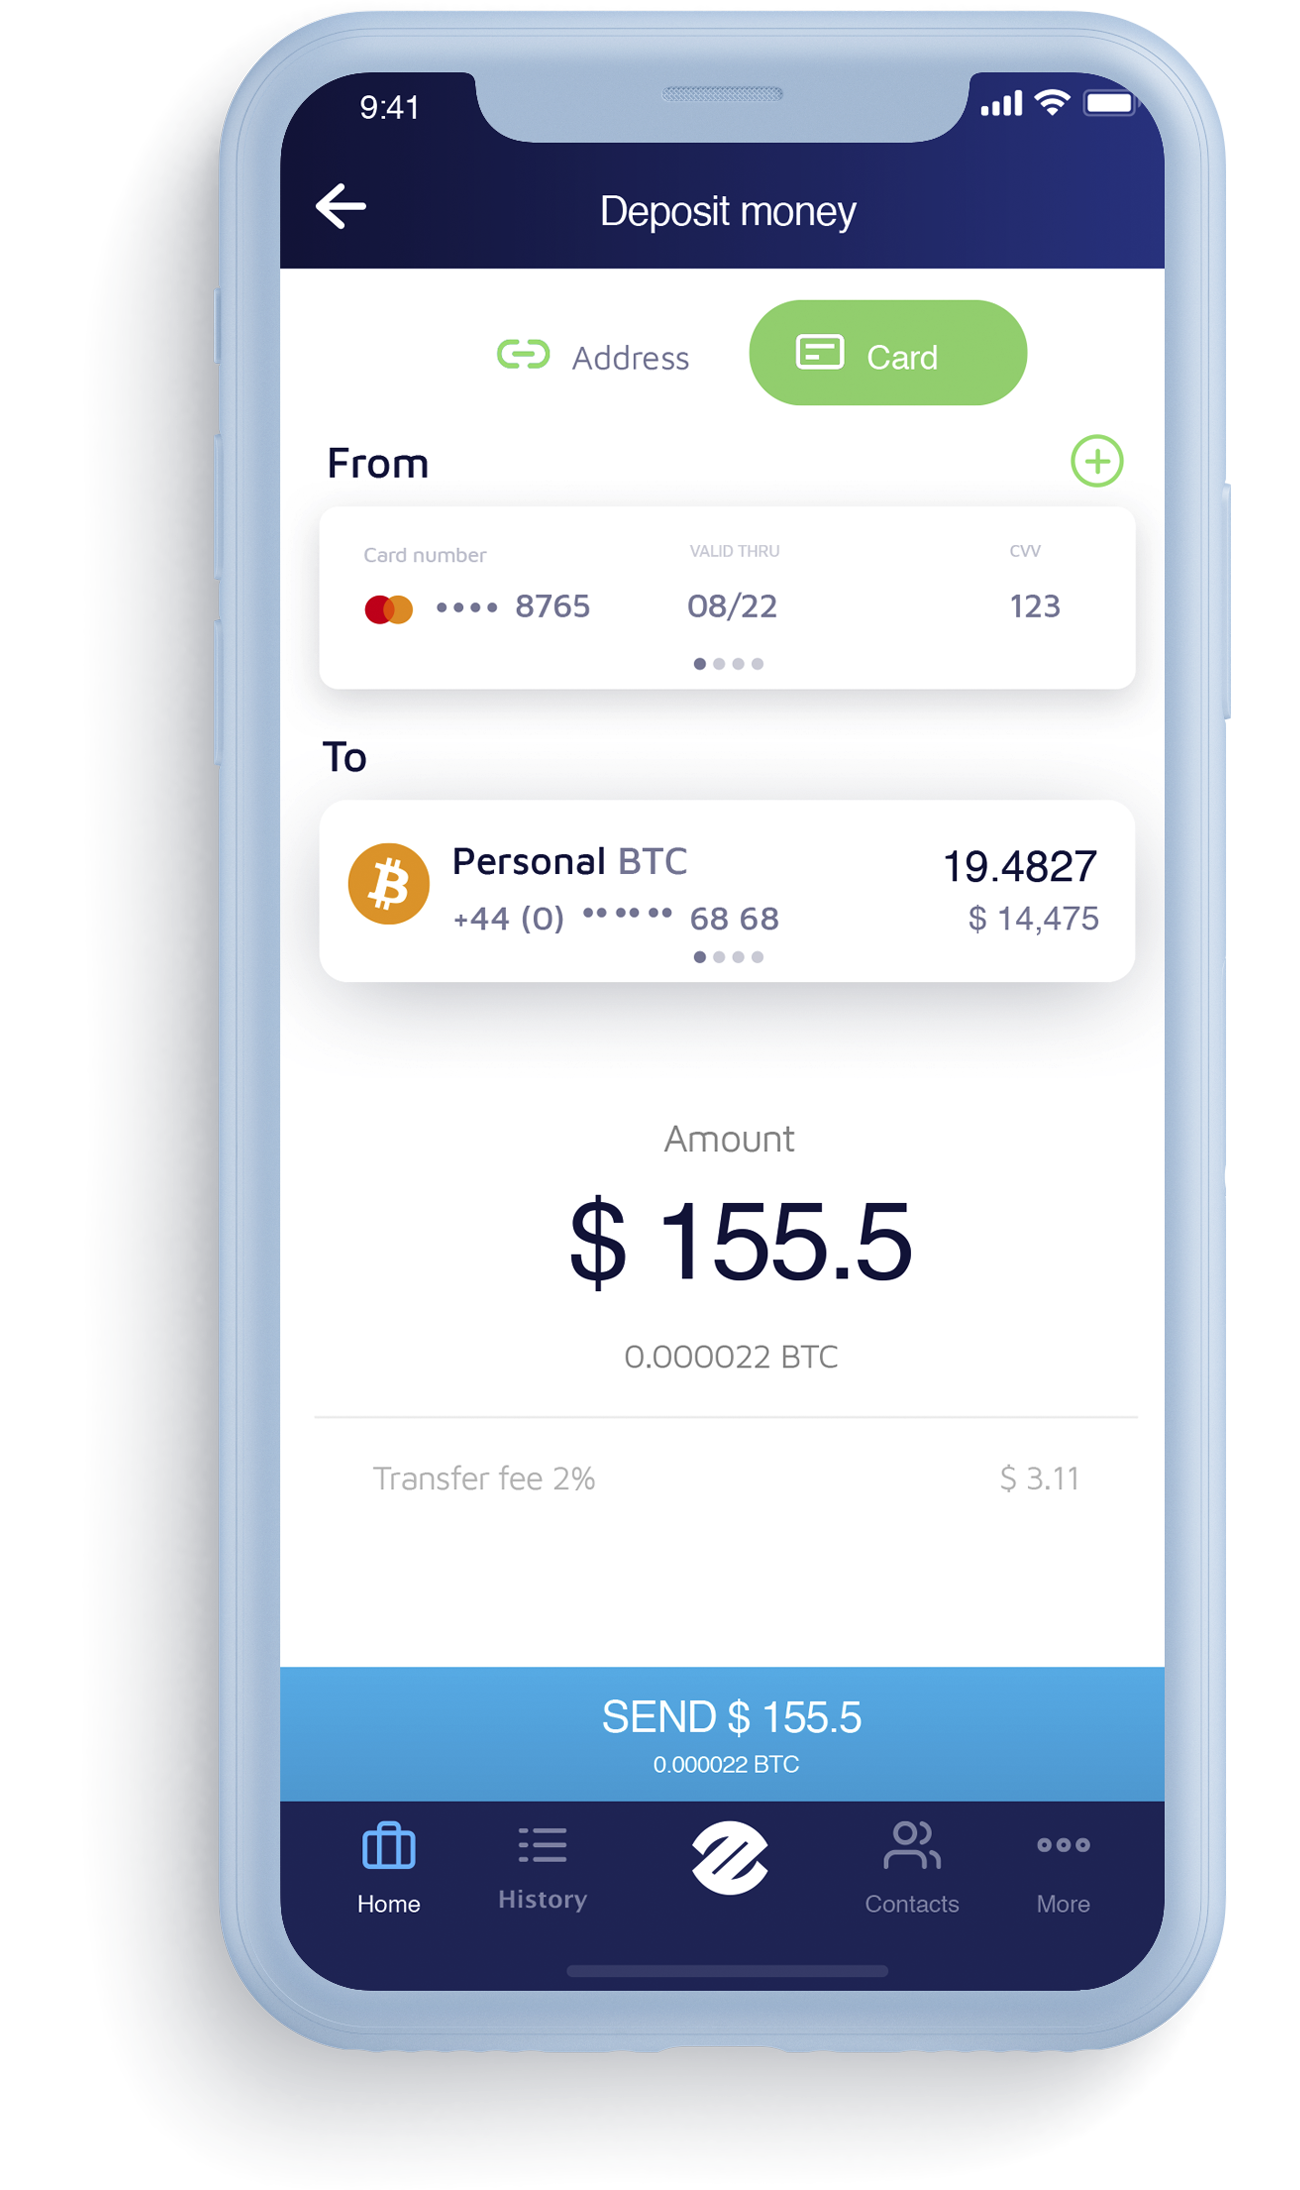 9:41
Deposit money
Address
Card
From
Card number VALID THRU CVV
•••• 8765 08/22 123
To
Personal BTC 19.4827
+44 (0) •• •• •• 68 68 $ 14,475
Amount
$ 155.5
0.000022 BTC
Transfer fee 2% $ 3.11
SEND $ 155.5
0.000022 BTC
Home History Contacts More